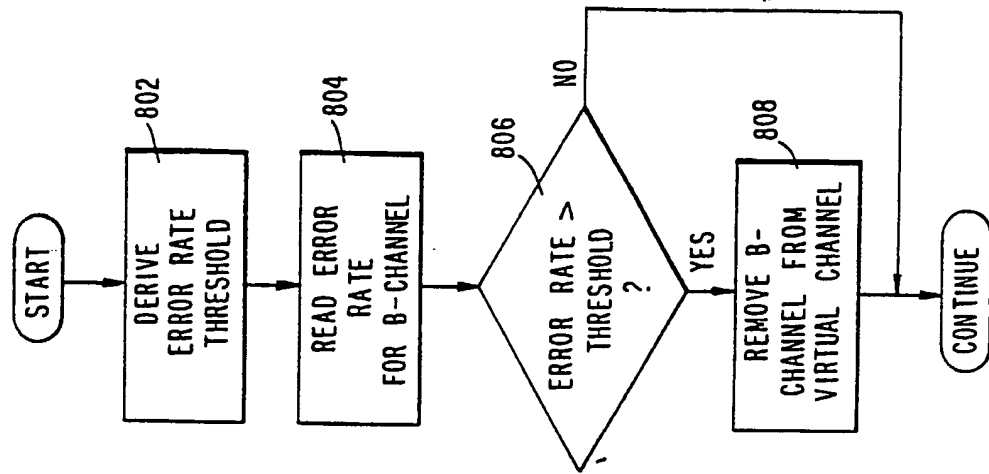 START
802
DERIVE
ERROR RATE
THRESHOLD
804
READ ERROR
RATE
FOR B-CHANNEL
806
ERROR RATE >
THRESHOLD
?
NO
YES
808
REMOVE B-
CHANNEL FROM
VIRTUAL CHANNEL
CONTINUE